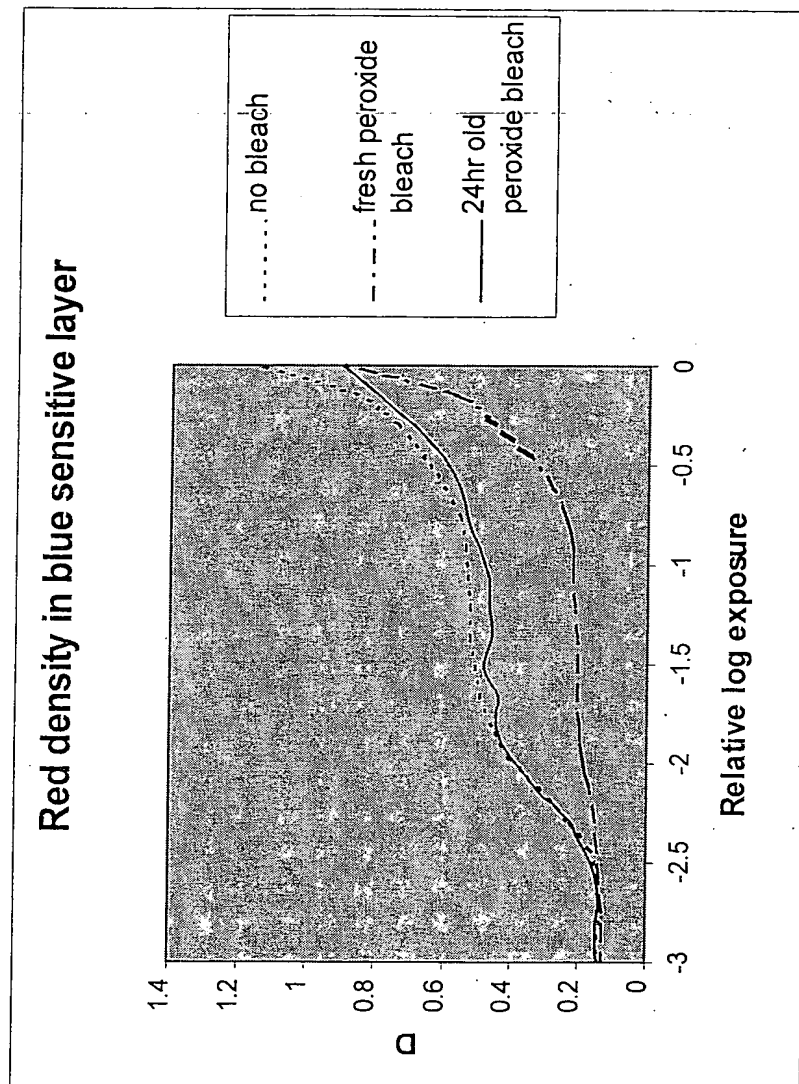 Red density in blue sensitive layer
no bleach
fresh peroxide
bleach
24hr old
peroxide bleach
1.4
1.2
1
0.8
0.6
0.4
0.2
0
D
-3
-2.5
-2
-1.5
-1
-0.5
0
Relative log exposure